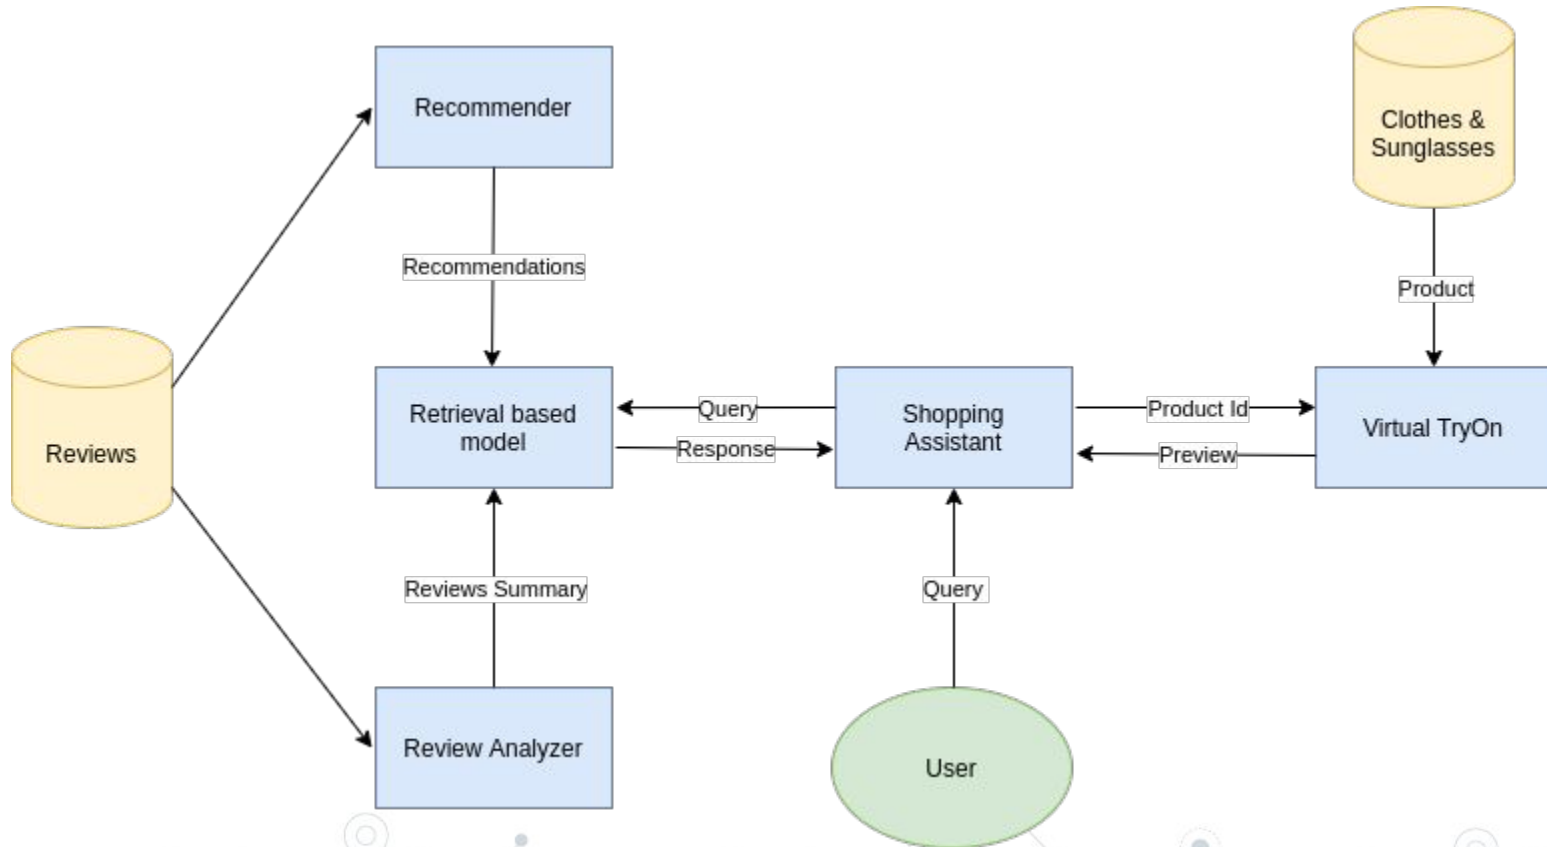 Recommender
Clothes &
Sunglasses
Recommendations
Product
Reviews
Retrieval based
model
Query
Response
Shopping
Assistant
Product Id
Preview
Virtual TryOn
Reviews Summary
Query
Review Analyzer
User